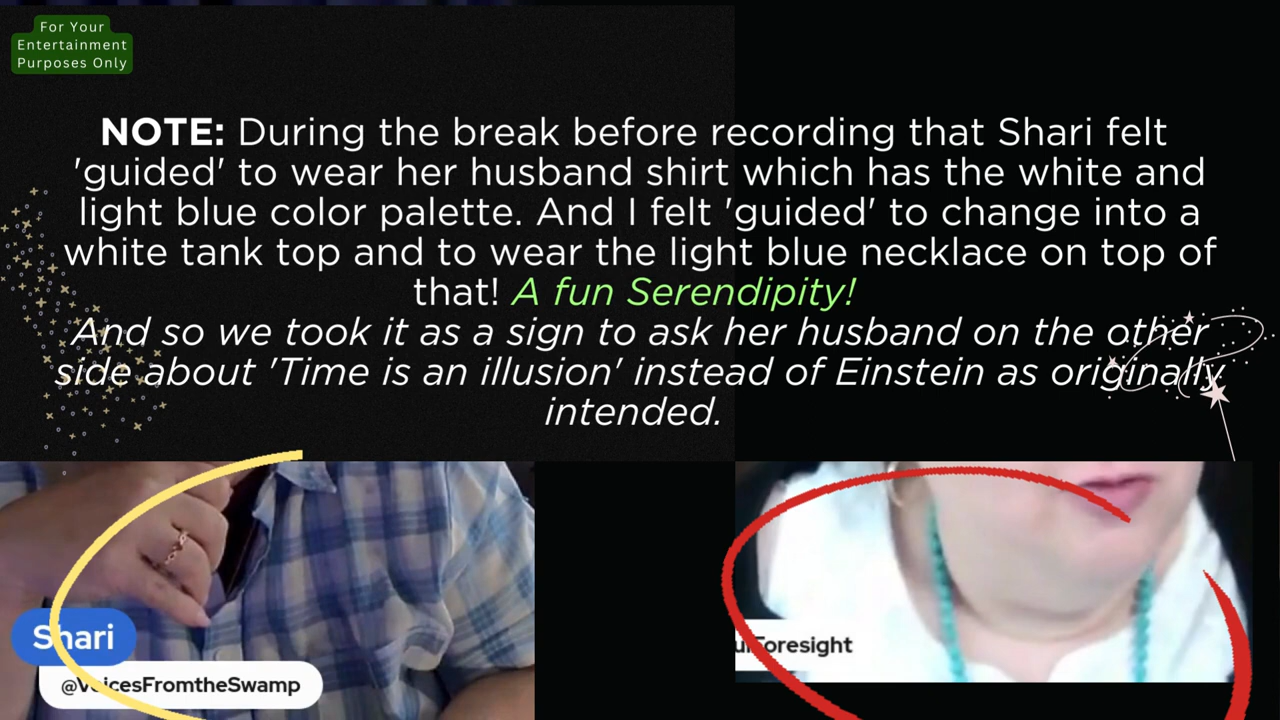 For Your
Entertainment
Purposes Only
NOTE: During the break before recording that Shari felt
'guided' to wear her husband shirt which has the white and
light blue color palette. And I felt 'guided' to change into a
white tank top and to wear the light blue necklace on top of
that! A fun Serendipity!
And so we took it as a sign to ask her husband on the other
side about 'Time is an illusion' instead of Einstein as originally
intended.
Shari
@VoicesFromtheSwamp
Foresight